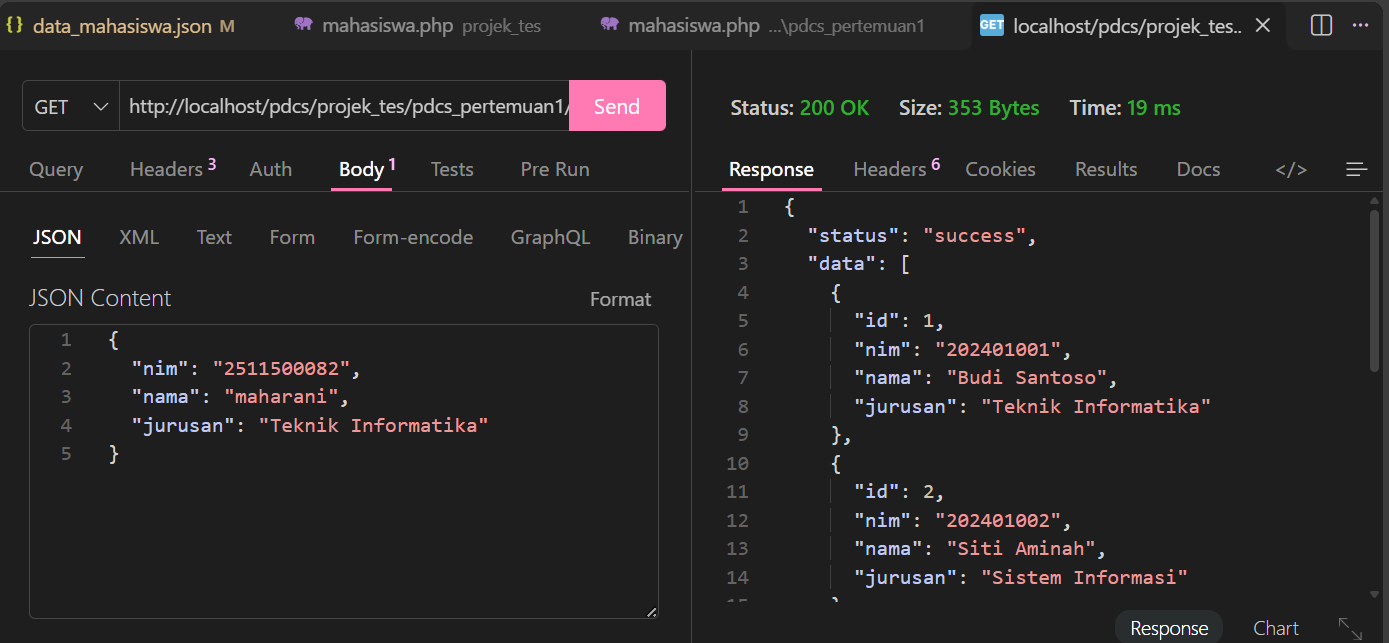 {} data_mahasiswa.json M mahasiswa.php projek_tes mahasiswa.php ...\pdcs_pertemuan1 GET localhost/pdcs/projek_tes.. ···
GET http://localhost/pdcs/projek_tes/pdcs_pertemuan1/ Send
Query Headers 3 Auth Body 1 Tests Pre Run
JSON XML Text Form Form-encode GraphQL Binary
JSON Content Format
1 {
2 "nim": "2511500082",
3 "nama": "maharani",
4 "jurusan": "Teknik Informatika"
5 }
Status: 200 OK Size: 353 Bytes Time: 19 ms
Response Headers 6 Cookies Results Docs </>
1 {
2 "status": "success",
3 "data": [
4 {
5 "id": 1,
6 "nim": "202401001",
7 "nama": "Budi Santoso",
8 "jurusan": "Teknik Informatika"
9 },
10 {
11 "id": 2,
12 "nim": "202401002",
13 "nama": "Siti Aminah",
14 "jurusan": "Sistem Informasi"
Response Chart